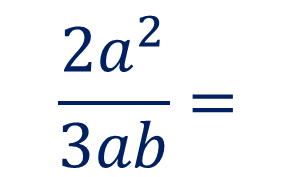 2a²
3ab =